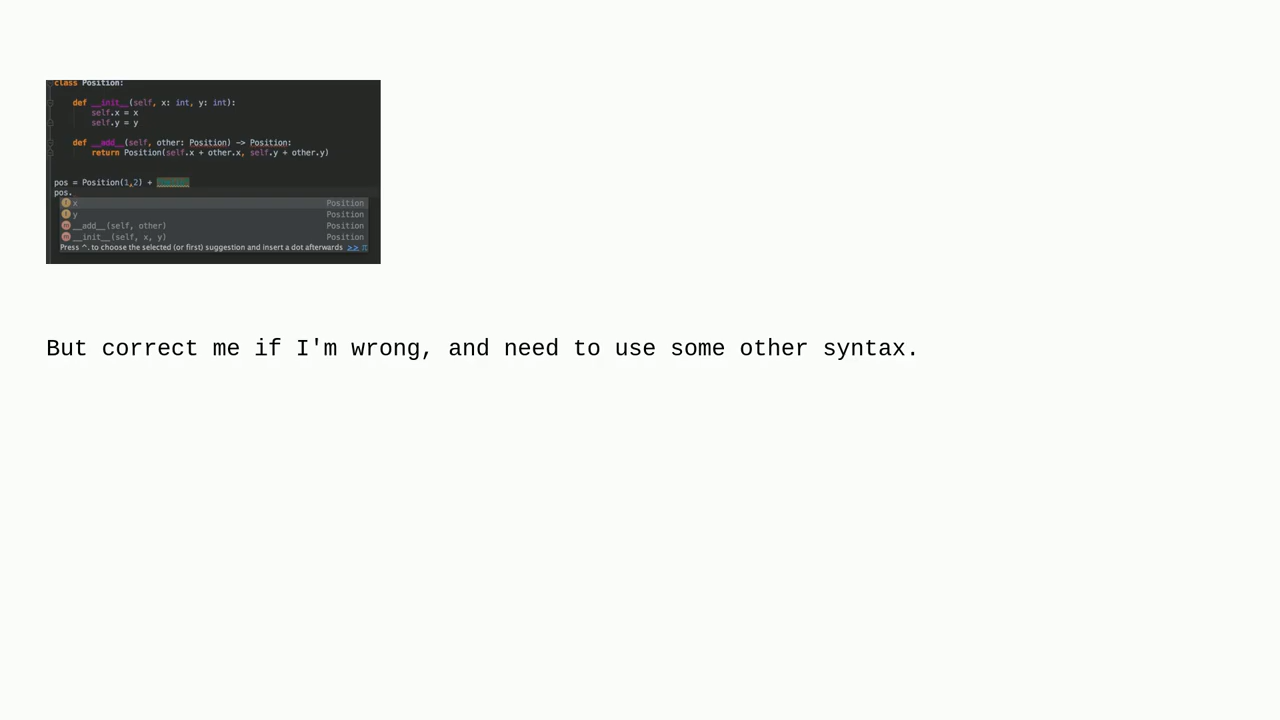 class Position:
def __init__(self, x: int, y: int):
self.x = x
self.y = y
def __add__(self, other: Position) -> Position:
return Position(self.x + other.x, self.y + other.y)
pos = Position(1,2) +
pos.
f x Position
f y Position
m __add__(self, other) Position
m __init__(self, x, y) Position
Press ^. to choose the selected (or first) suggestion and insert a dot afterwards >> π
But correct me if I'm wrong, and need to use some other syntax.